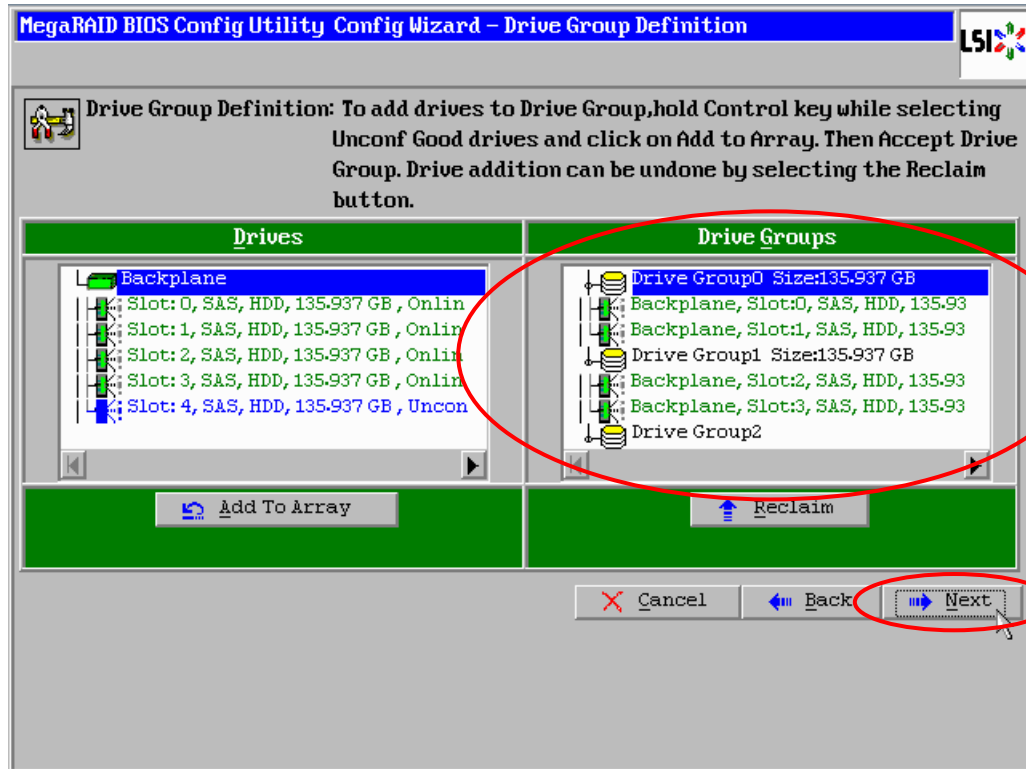 MegaRAID BIOS Config Utility Config Wizard – Drive Group Definition
LSI
Drive Group Definition: To add drives to Drive Group,hold Control key while selecting
Unconf Good drives and click on Add to Array. Then Accept Drive
Group. Drive addition can be undone by selecting the Reclaim
button.
Drives
Backplane
Slot: 0, SAS, HDD, 135.937 GB , Onlin
Slot: 1, SAS, HDD, 135.937 GB , Onlin
Slot: 2, SAS, HDD, 135.937 GB , Onlin
Slot: 3, SAS, HDD, 135.937 GB , Onlin
Slot: 4, SAS, HDD, 135.937 GB , Uncon
Add To Array
Drive Groups
Drive Group0 Size:135.937 GB
Backplane, Slot:0, SAS, HDD, 135.93
Backplane, Slot:1, SAS, HDD, 135.93
Drive Group1 Size:135.937 GB
Backplane, Slot:2, SAS, HDD, 135.93
Backplane, Slot:3, SAS, HDD, 135.93
Drive Group2
Reclaim
Cancel
Back
Next